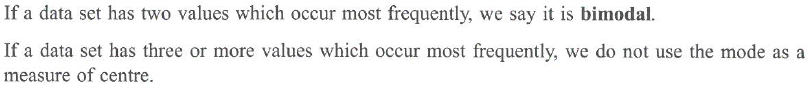 If a data set has two values which occur most frequently, we say it is bimodal.
If a data set has three or more values which occur most frequently, we do not use the mode as a
measure of centre.